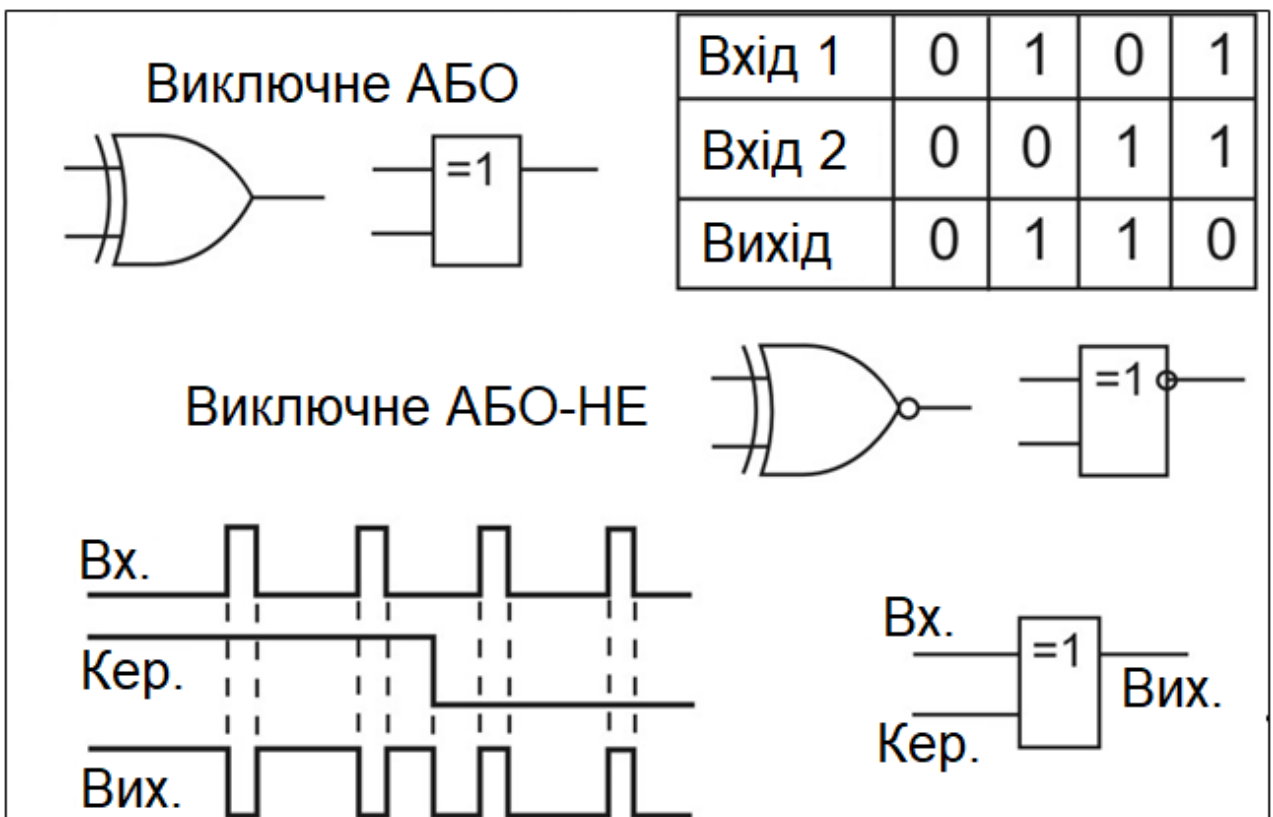 Виключне АБО
=1
Вхід 1 0 1 0 1
Вхід 2 0 0 1 1
Вихід 0 1 1 0
Виключне АБО-НЕ
=1
Вх.
Кер.
Вих.
Вх.
=1
Кер.
Вих.